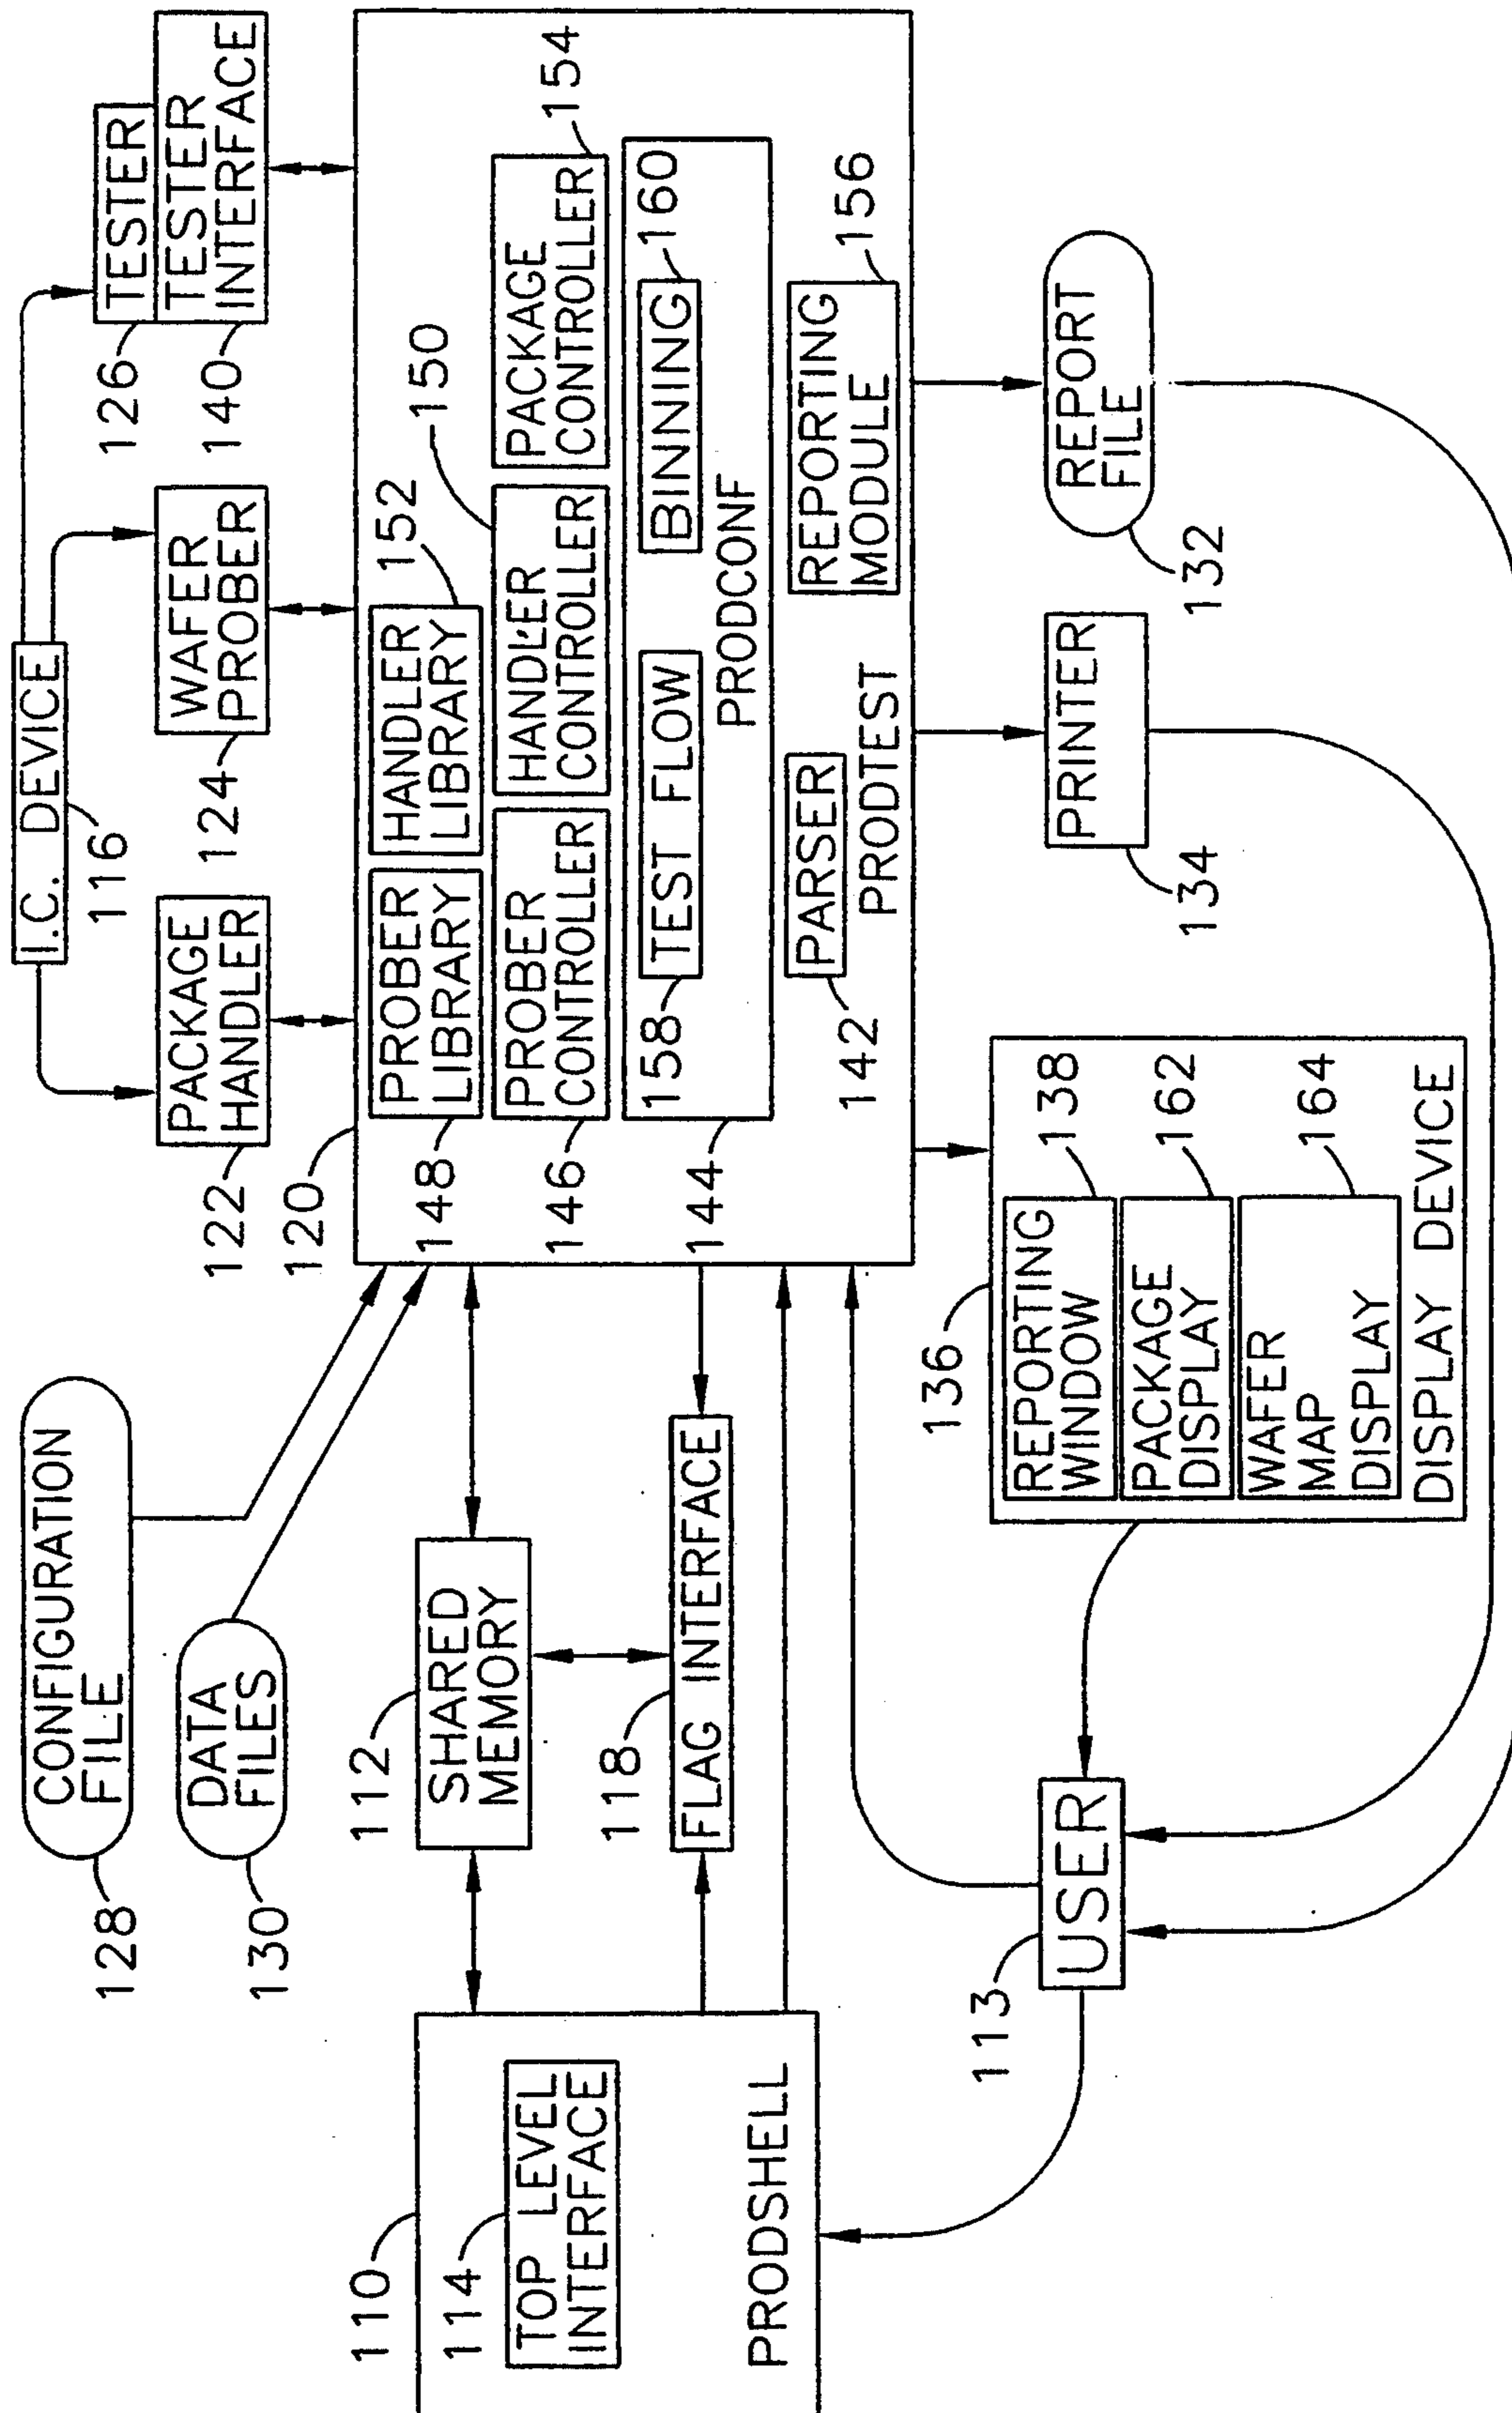 I.C. DEVICE
116
PACKAGE
HANDLER
122
WAFER
PROBER
124
TESTER
126
TESTER
INTERFACE
140
CONFIGURATION
FILE
128
DATA
FILES
130
120
PROBER
LIBRARY
148
HANDLER
LIBRARY
152
PROBER
CONTROLLER
146
HANDLER
CONTROLLER
150
PACKAGE
CONTROLLER
154
158
TEST FLOW
BINNING
160
PRODCONF
144
PARSER
142
REPORTING
MODULE
156
PRODTEST
110
114
TOP LEVEL
INTERFACE
PRODSHELL
112
SHARED
MEMORY
118
FLAG INTERFACE
113
USER
136
REPORTING
WINDOW
138
PACKAGE
DISPLAY
162
WAFER
MAP
DISPLAY
164
DISPLAY DEVICE
PRINTER
134
REPORT
FILE
132